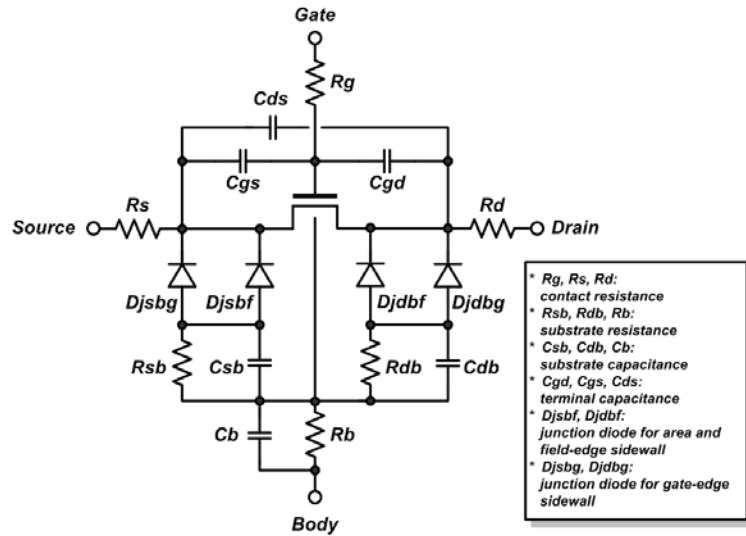 Gate
Rg
Cds
Cgs
Cgd
Rs
Rd
Source
Drain
Djsbg
Djsbf
Djdbf
Djdbg
Rsb
Csb
Rdb
Cdb
Cb
Rb
Body
* Rg, Rs, Rd:
contact resistance
* Rsb, Rdb, Rb:
substrate resistance
* Csb, Cdb, Cb:
substrate capacitance
* Cgd, Cgs, Cds:
terminal capacitance
* Djsbf, Djdbf:
junction diode for area and
field-edge sidewall
* Djsbg, Djdbg:
junction diode for gate-edge
sidewall